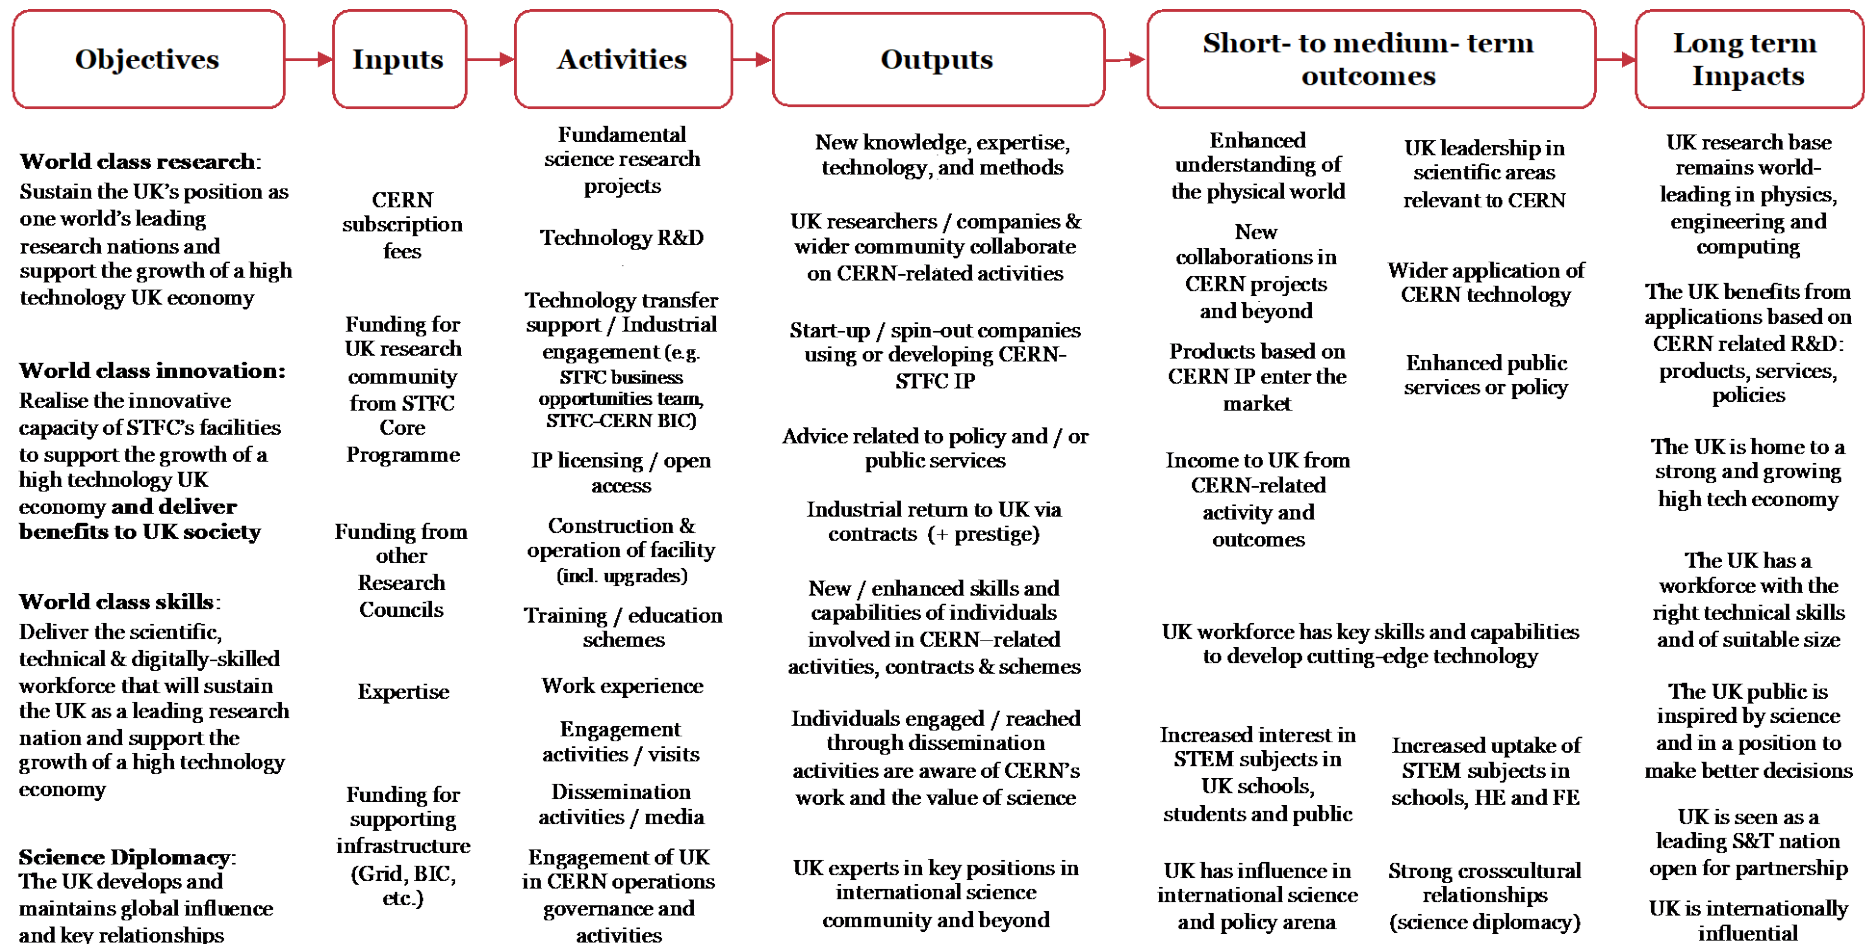 Objectives
Inputs
Activities
Outputs
Short- to medium- term
outcomes
Long term
Impacts
World class research:
Sustain the UK's position as
one world's leading
research nations and
support the growth of a high
technology UK economy
World class innovation:
Realise the innovative
capacity of STFC's facilities
to support the growth of a
high technology UK
economy and deliver
benefits to UK society
World class skills:
Deliver the scientific,
technical & digitally-skilled
workforce that will sustain
the UK as a leading research
nation and support the
growth of a high technology
economy
Science Diplomacy:
The UK develops and
maintains global influence
and key relationships
CERN
subscription
fees
Funding for
UK research
community
from STFC
Core
Programme
Funding from
other
Research
Councils
Expertise
Funding for
supporting
infrastructure
(Grid, BIC,
etc.)
Fundamental
science research
projects
Technology R&D
Technology transfer
support / Industrial
engagement (e.g.
STFC business
opportunities team,
STFC-CERN BIC)
IP licensing / open
access
Construction &
operation of facility
(incl. upgrades)
Training / education
schemes
Work experience
Engagement
activities / visits
Dissemination
activities / media
Engagement of UK
in CERN operations
governance and
activities
New knowledge, expertise,
technology, and methods
UK researchers / companies &
wider community collaborate
on CERN-related activities
Start-up / spin-out companies
using or developing CERN-
STFC IP
Advice related to policy and / or
public services
Industrial return to UK via
contracts (+ prestige)
New / enhanced skills and
capabilities of individuals
involved in CERN–related
activities, contracts & schemes
Individuals engaged / reached
through dissemination
activities are aware of CERN's
work and the value of science
UK experts in key positions in
international science
community and beyond
Enhanced
understanding of
the physical world
New
collaborations in
CERN projects
and beyond
Products based on
CERN IP enter the
market
Income to UK from
CERN-related
activity and
outcomes
UK leadership in
scientific areas
relevant to CERN
Wider application of
CERN technology
Enhanced public
services or policy
UK workforce has key skills and capabilities
to develop cutting-edge technology
Increased interest in
STEM subjects in
UK schools,
students and public
Increased uptake of
STEM subjects in
schools, HE and FE
UK has influence in
international science
and policy arena
Strong crosscultural
relationships
(science diplomacy)
UK research base
remains world-
leading in physics,
engineering and
computing
The UK benefits from
applications based on
CERN related R&D:
products, services,
policies
The UK is home to a
strong and growing
high tech economy
The UK has a
workforce with the
right technical skills
and of suitable size
The UK public is
inspired by science
and in a position to
make better decisions
UK is seen as a
leading S&T nation
open for partnership
UK is internationally
influential